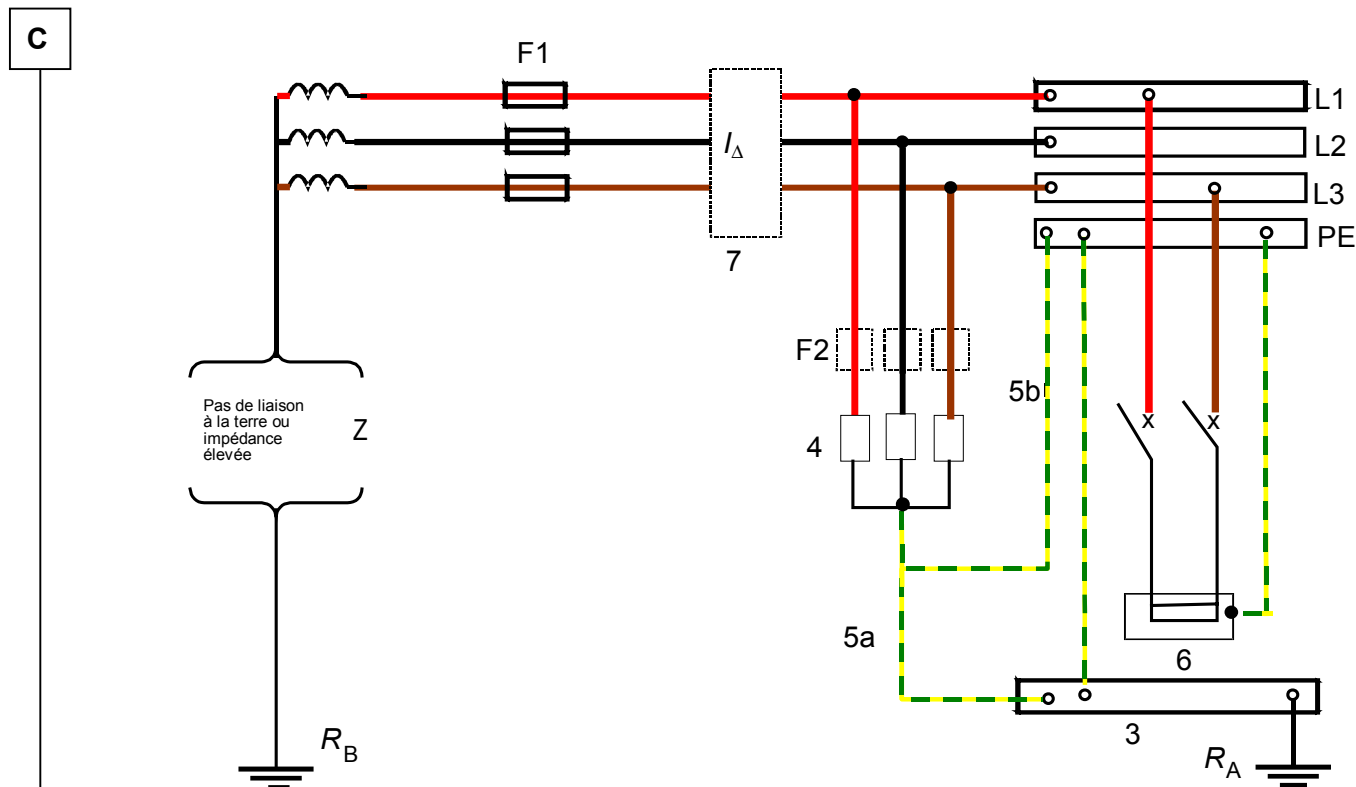 C
F1
L1
I△
L2
L3
PE
7
F2
5b
Pas de liaison
à la terre ou
impédance
élevée
Z
4
x
x
5a
6
3
RB
RA